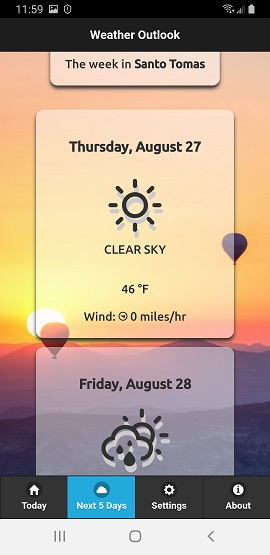 11:59
Weather Outlook
The week in Santo Tomas
Thursday, August 27
CLEAR SKY
46 °F
Wind: 0 miles/hr
Friday, August 28
Today Next 5 Days Settings About